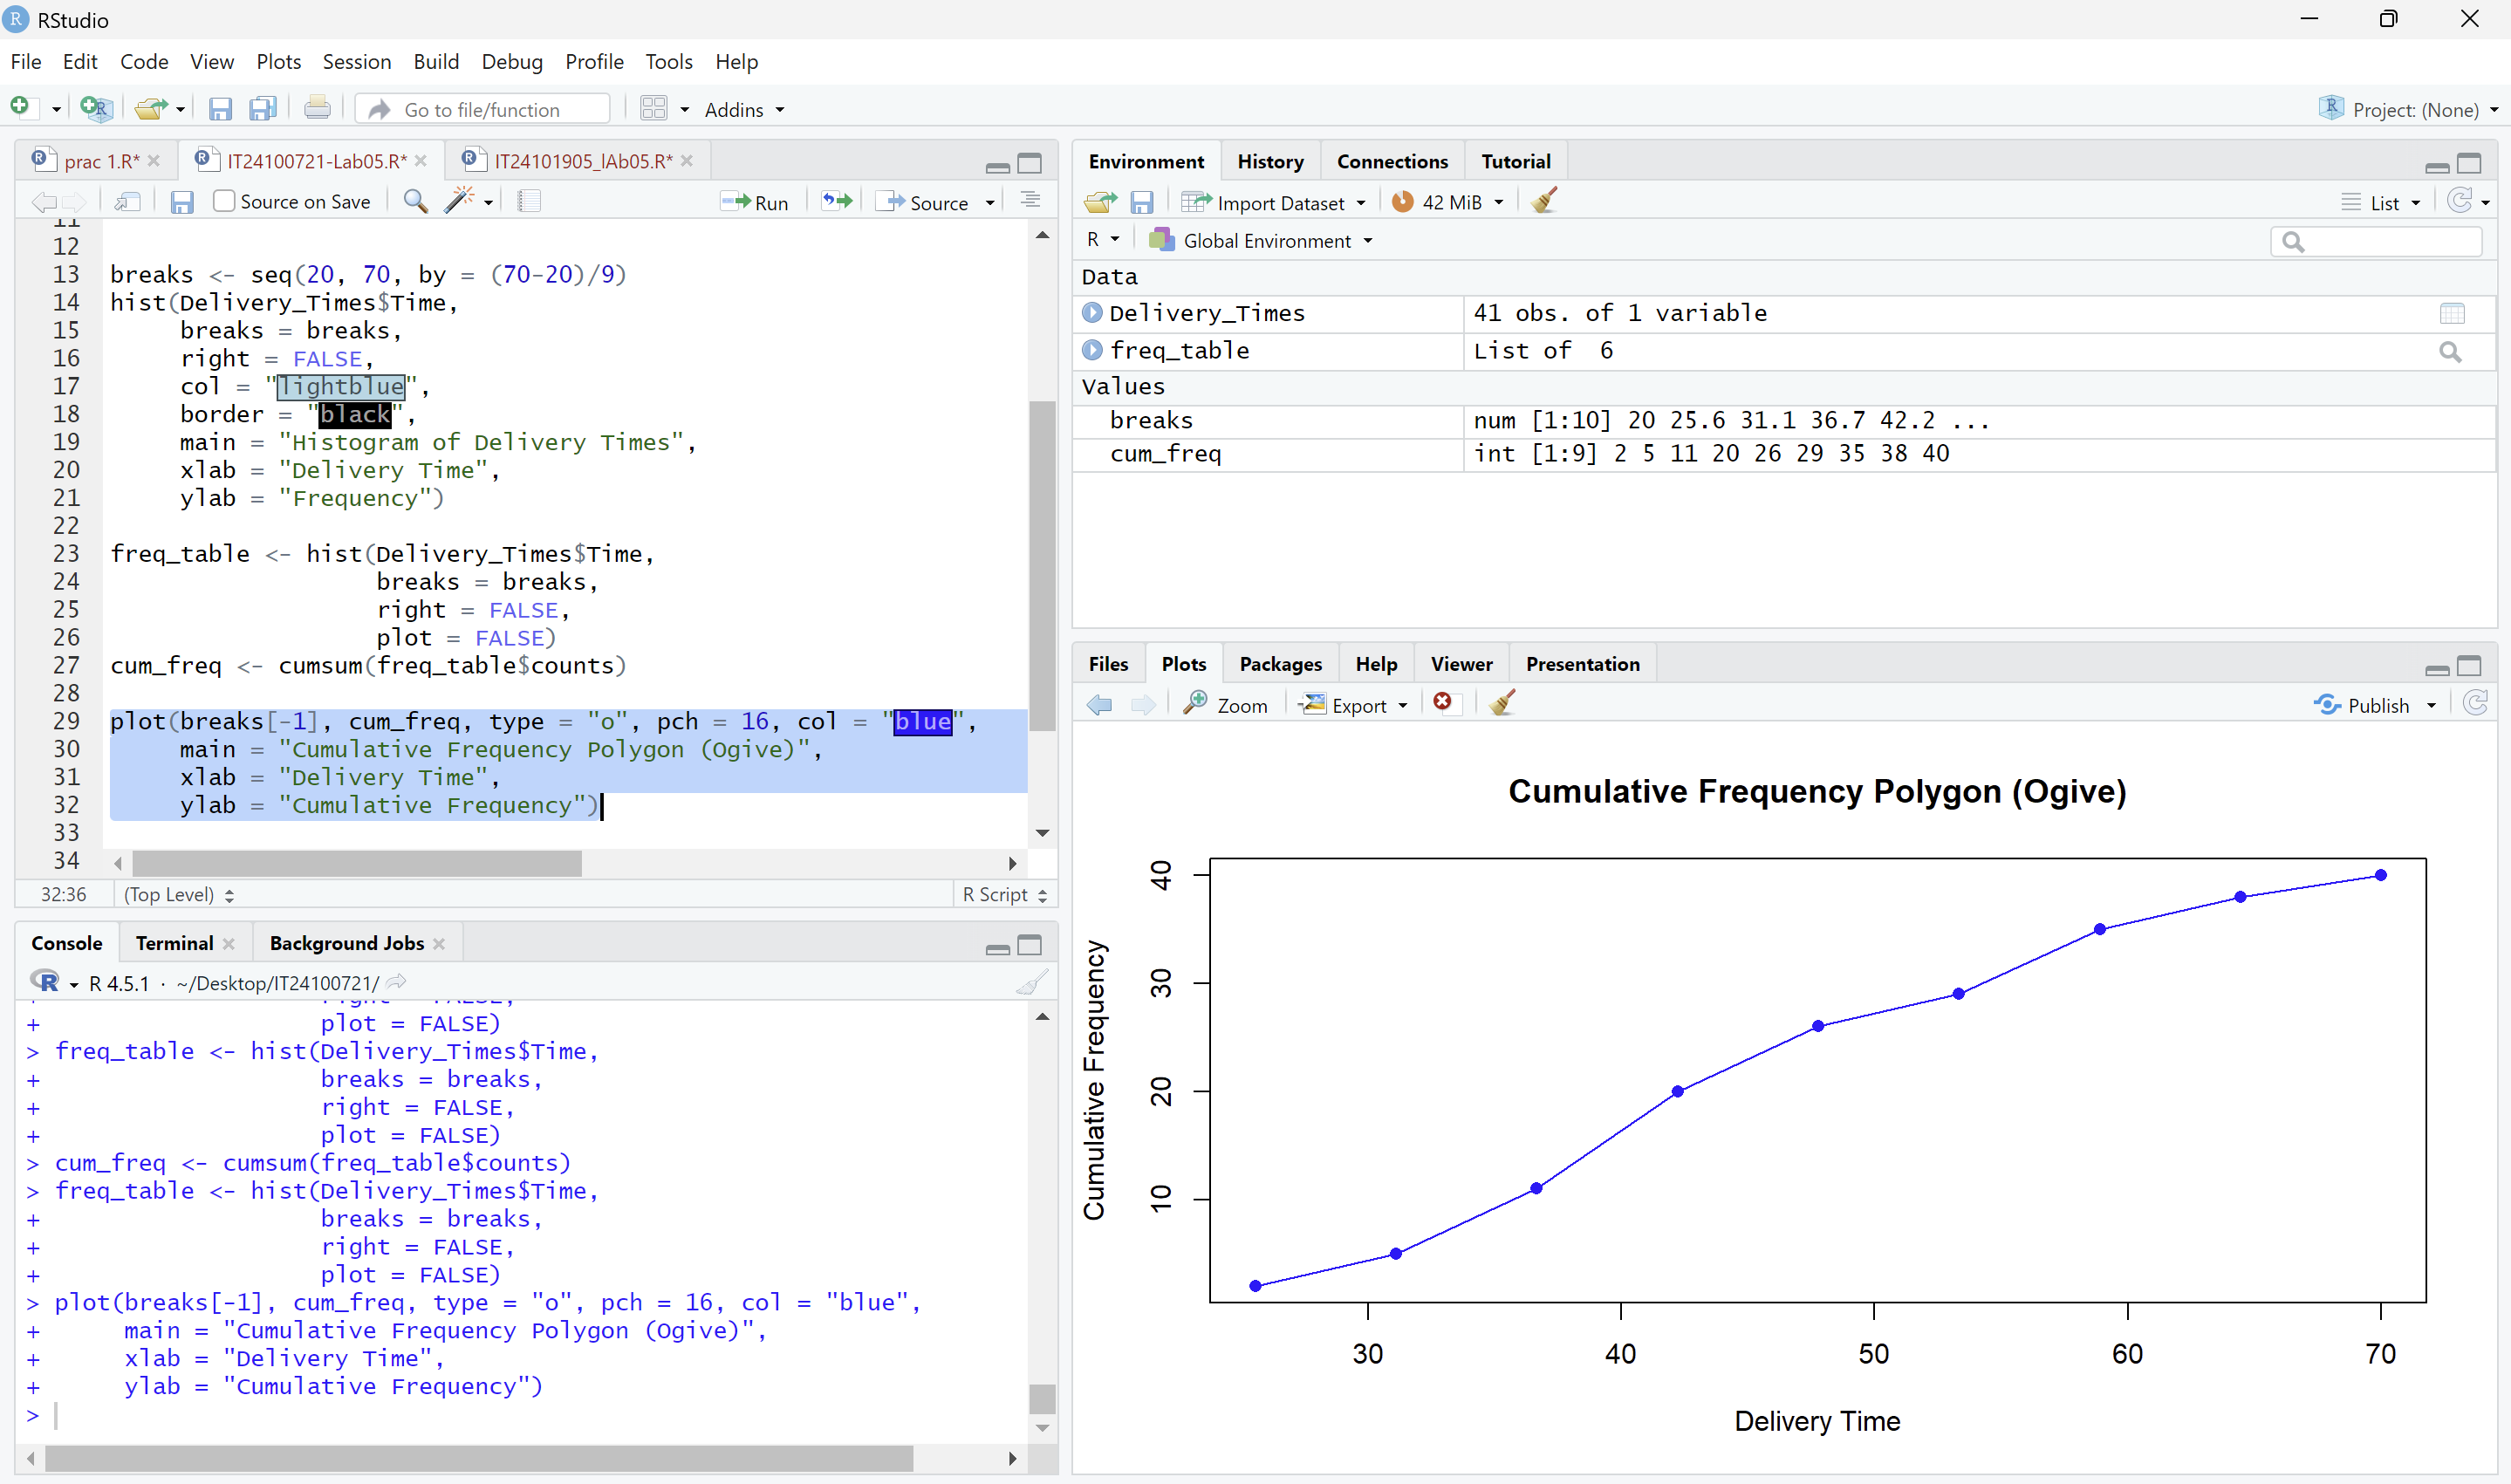 RStudio
File Edit Code View Plots Session Build Debug Profile Tools Help
Go to file/function Addins Project: (None)
prac 1.R* IT24100721-Lab05.R* IT24101905_lAb05.R*
Source on Save Run Source
11
12
13 breaks <- seq(20, 70, by = (70-20)/9)
14 hist(Delivery_Times$Time,
15 breaks = breaks,
16 right = FALSE,
17 col = "lightblue",
18 border = "black",
19 main = "Histogram of Delivery Times",
20 xlab = "Delivery Time",
21 ylab = "Frequency")
22
23 freq_table <- hist(Delivery_Times$Time,
24 breaks = breaks,
25 right = FALSE,
26 plot = FALSE)
27 cum_freq <- cumsum(freq_table$counts)
28
29 plot(breaks[-1], cum_freq, type = "o", pch = 16, col = "blue",
30 main = "Cumulative Frequency Polygon (Ogive)",
31 xlab = "Delivery Time",
32 ylab = "Cumulative Frequency")
33
34
32:36 (Top Level) R Script
Console Terminal Background Jobs
R 4.5.1 · ~/Desktop/IT24100721/
+ right = FALSE,
+ plot = FALSE)
> freq_table <- hist(Delivery_Times$Time,
+ breaks = breaks,
+ right = FALSE,
+ plot = FALSE)
> cum_freq <- cumsum(freq_table$counts)
> freq_table <- hist(Delivery_Times$Time,
+ breaks = breaks,
+ right = FALSE,
+ plot = FALSE)
> plot(breaks[-1], cum_freq, type = "o", pch = 16, col = "blue",
+ main = "Cumulative Frequency Polygon (Ogive)",
+ xlab = "Delivery Time",
+ ylab = "Cumulative Frequency")
>
Environment History Connections Tutorial
Import Dataset 42 MiB List
R Global Environment
Data
Delivery_Times 41 obs. of 1 variable
freq_table List of 6
Values
breaks num [1:10] 20 25.6 31.1 36.7 42.2 ...
cum_freq int [1:9] 2 5 11 20 26 29 35 38 40
Files Plots Packages Help Viewer Presentation
Zoom Export Publish
Cumulative Frequency Polygon (Ogive)
Cumulative Frequency
40
30
20
10
30 40 50 60 70
Delivery Time